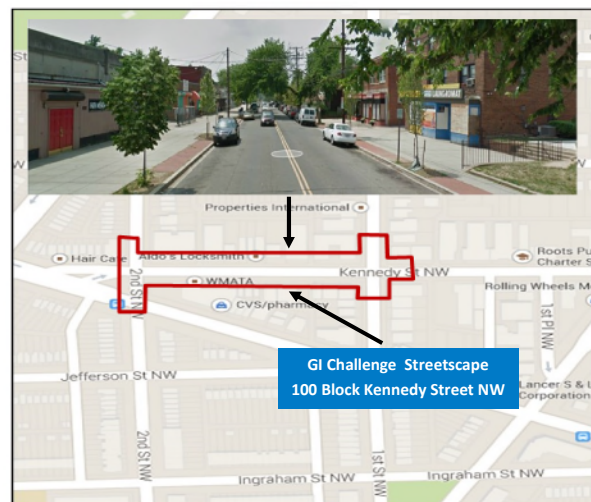 St
Properties International
Hair Care
Aldo's Locksmith
Kennedy St NW
Roots Pu
Charter S
WMATA
Rolling Wheels M
2nd St NW
CVS/pharmacy
1st Pl NW
GI Challenge Streetscape
100 Block Kennedy Street NW
Jefferson St NW
Lancer S & L
Corporation
2nd St NW
1st St NW
Ingraham St NW
Ingraham St NW